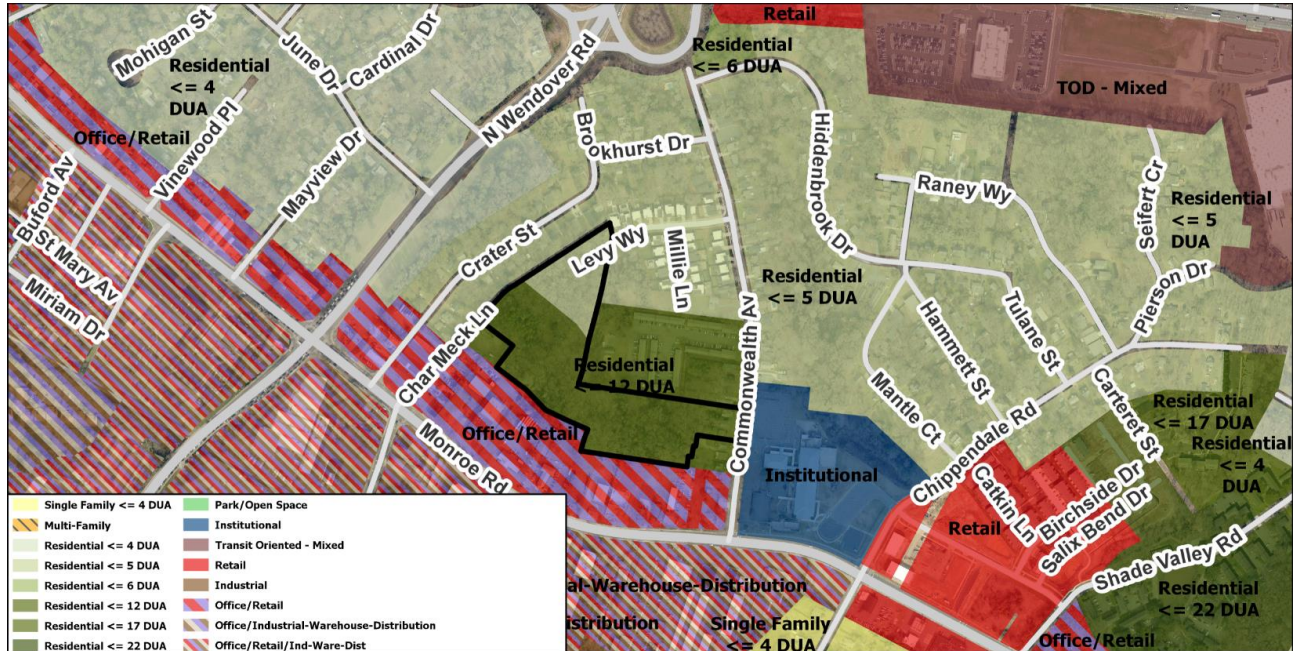 Retail
Mohigan St
June Dr
Cardinal Dr
N Wendover Rd
Residential
<= 6 DUA
Residential
<= 4
DUA
TOD - Mixed
Office/Retail
Vinewood Pl
Mayview Dr
Brookhurst Dr
Hiddenbrook Dr
Raney Wy
Seifert Cr
Residential
<= 5
DUA
Buford Av
St Mary Av
Miriam Dr
Crater St
Levy Wy
Millie Ln
Residential
<= 5 DUA
Pierson Dr
Char Meck Ln
Commonwealth Av
Hammett St
Tulane St
Residential
<= 12 DUA
Mantle Ct
Carteret St
Chippendale Rd
Residential
<= 17 DUA
Residential
<= 4
DUA
Office/Retail
Monroe Rd
Institutional
Catkin Ln
Birchside Dr
Salix Bend Dr
Retail
Shade Valley Rd
Residential
<= 22 DUA
al-Warehouse-Distribution
istribution
Single Family
<= 4 DUA
Office/Retail
Single Family <= 4 DUA
Multi-Family
Residential <= 4 DUA
Residential <= 5 DUA
Residential <= 6 DUA
Residential <= 12 DUA
Residential <= 17 DUA
Residential <= 22 DUA
Park/Open Space
Institutional
Transit Oriented - Mixed
Retail
Industrial
Office/Retail
Office/Industrial-Warehouse-Distribution
Office/Retail/Ind-Ware-Dist